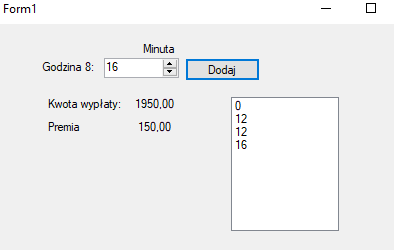 Form1
Minuta
Godzina 8: 16 Dodaj
Kwota wypłaty: 1950,00
Premia 150,00
0
12
12
16